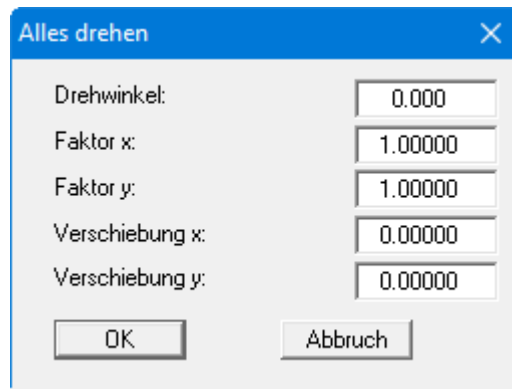 Alles drehen
Drehwinkel: 0.000
Faktor x: 1.00000
Faktor y: 1.00000
Verschiebung x: 0.00000
Verschiebung y: 0.00000
OK Abbruch